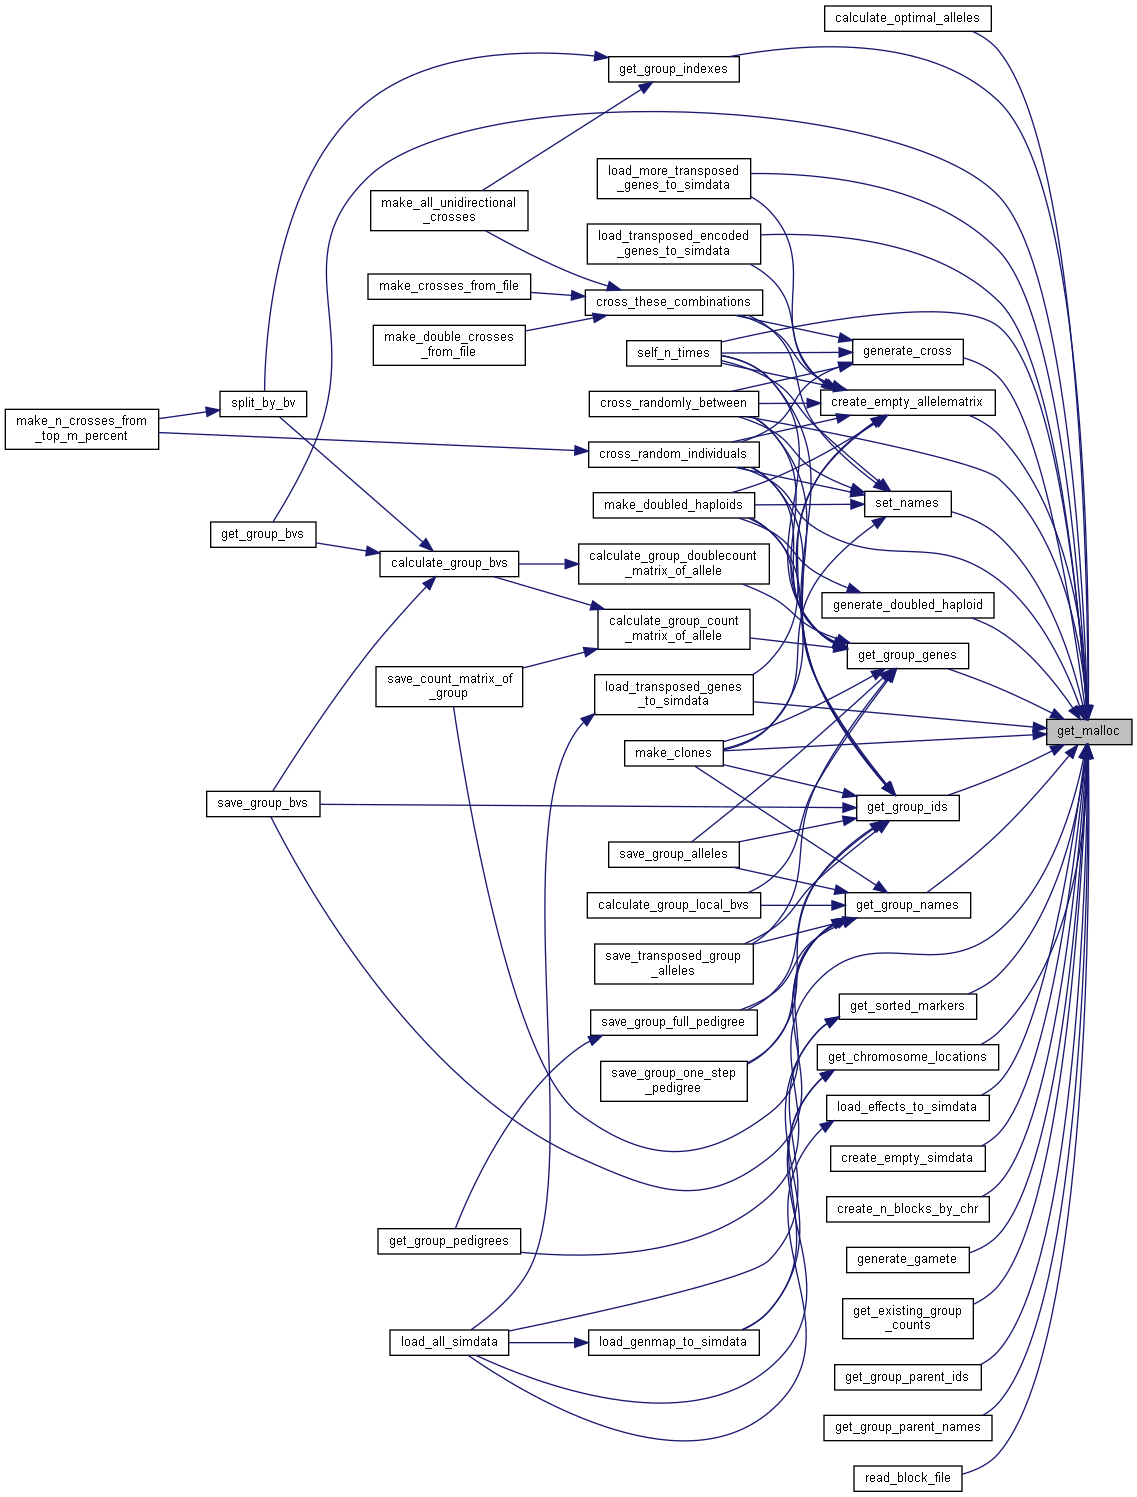 calculate_optimal_alleles
get_group_indexes
load_more_transposed
_genes_to_simdata
make_all_unidirectional
_crosses
load_transposed_encoded
_genes_to_simdata
make_crosses_from_file
cross_these_combinations
make_double_crosses
_from_file
self_n_times
generate_cross
split_by_bv
cross_randomly_between
create_empty_allelematrix
make_n_crosses_from
_top_m_percent
cross_random_individuals
make_doubled_haploids
set_names
get_group_bvs
calculate_group_bvs
calculate_group_doublecount
_matrix_of_allele
generate_doubled_haploid
calculate_group_count
_matrix_of_allele
get_group_genes
save_count_matrix_of
_group
load_transposed_genes
_to_simdata
get_malloc
make_clones
save_group_bvs
get_group_ids
save_group_alleles
calculate_group_local_bvs
get_group_names
save_transposed_group
_alleles
get_sorted_markers
save_group_full_pedigree
get_chromosome_locations
save_group_one_step
_pedigree
load_effects_to_simdata
create_empty_simdata
create_n_blocks_by_chr
get_group_pedigrees
generate_gamete
get_existing_group
_counts
load_all_simdata
load_genmap_to_simdata
get_group_parent_ids
get_group_parent_names
read_block_file